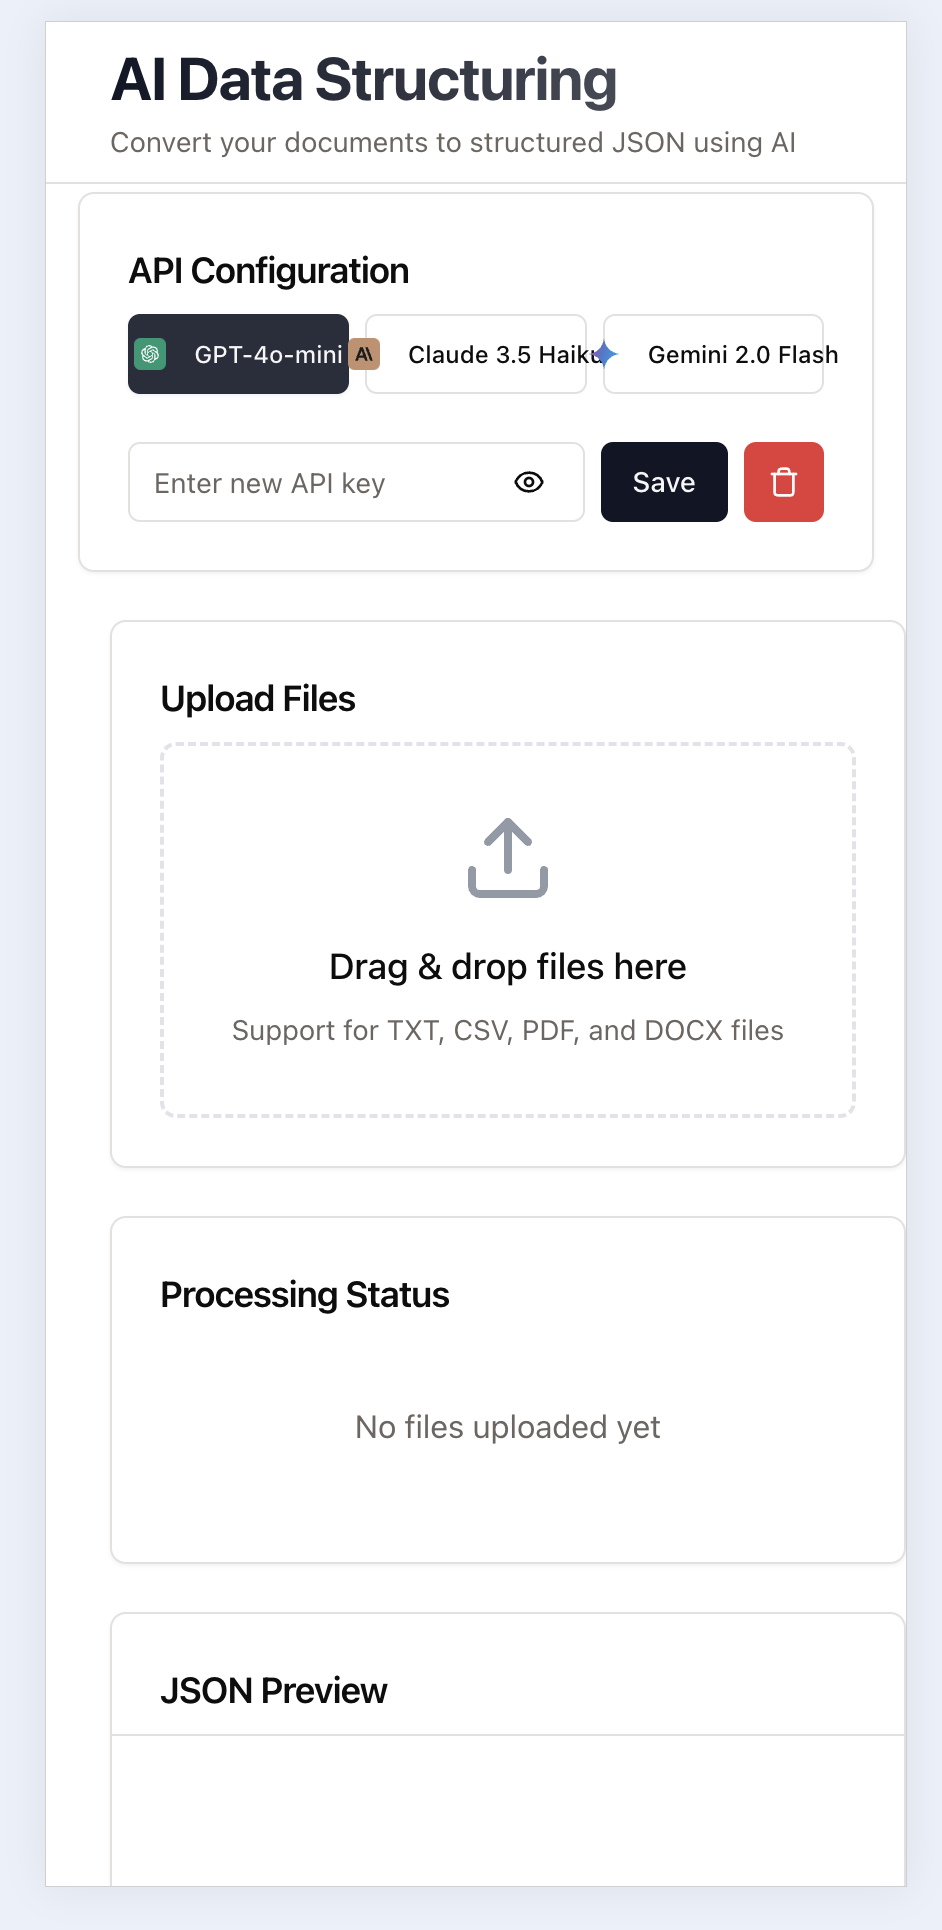 AI Data Structuring
Convert your documents to structured JSON using AI
API Configuration
GPT-4o-mini
Claude 3.5 Haiku
Gemini 2.0 Flash
Enter new API key
Save
Upload Files
Drag & drop files here
Support for TXT, CSV, PDF, and DOCX files
Processing Status
No files uploaded yet
JSON Preview